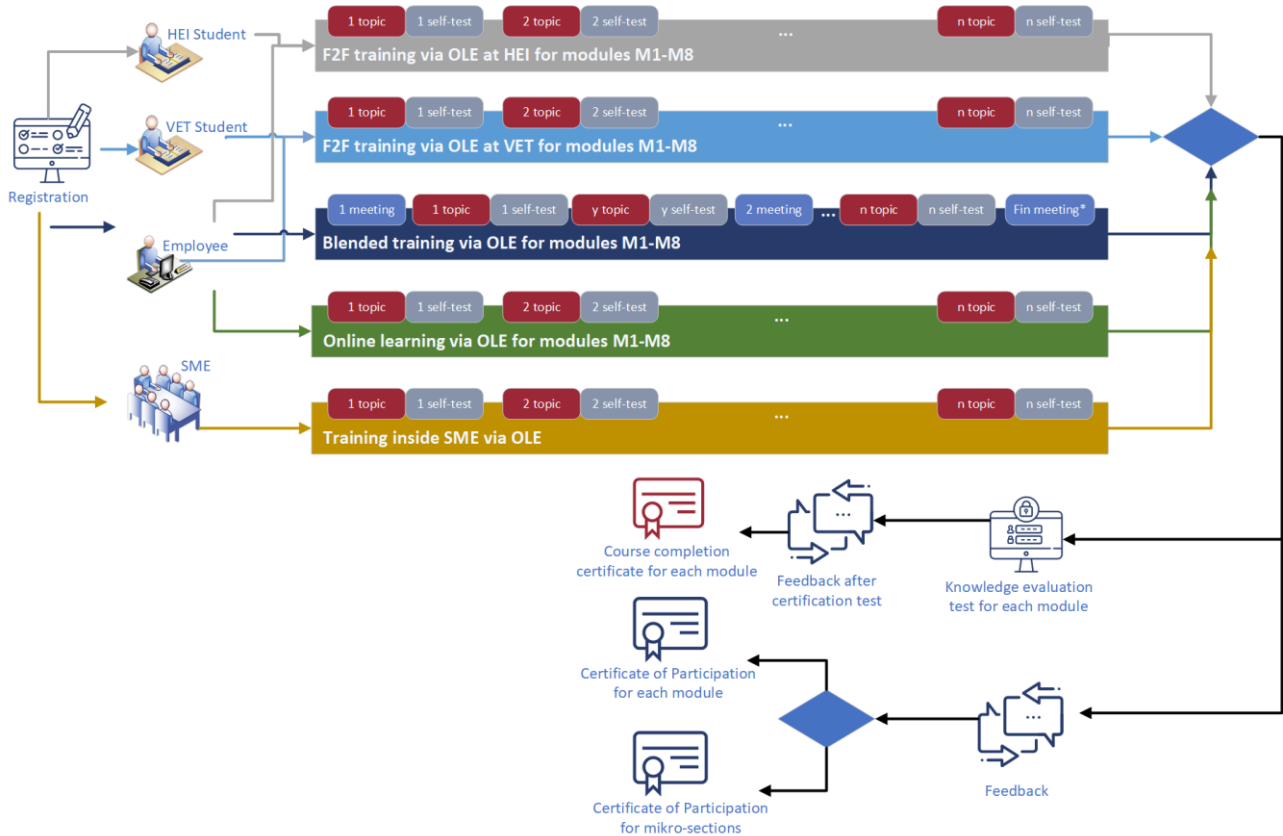 HEI Student
1 topic 1 self-test 2 topic 2 self-test ... n topic n self-test
F2F training via OLE at HEI for modules M1-M8
VET Student
1 topic 1 self-test 2 topic 2 self-test ... n topic n self-test
F2F training via OLE at VET for modules M1-M8
Registration
1 meeting 1 topic 1 self-test y topic y self-test 2 meeting ... n topic n self-test Fin meeting*
Blended training via OLE for modules M1-M8
Employee
1 topic 1 self-test 2 topic 2 self-test ... n topic n self-test
Online learning via OLE for modules M1-M8
SME
1 topic 1 self-test 2 topic 2 self-test ... n topic n self-test
Training inside SME via OLE
Course completion
certificate for each module
Feedback after
certification test
Knowledge evaluation
test for each module
Certificate of Participation
for each module
Certificate of Participation
for mikro-sections
Feedback